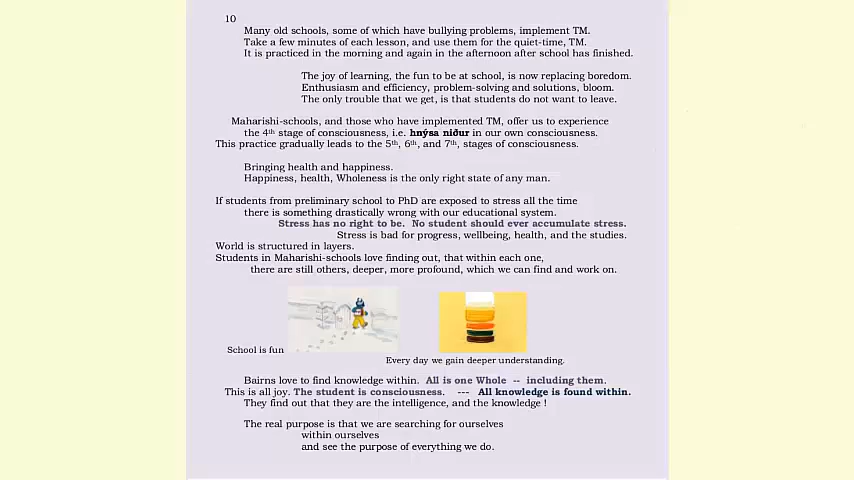 10
Many old schools, some of which have bullying problems, implement TM.
Take a few minutes of each lesson, and use them for the quiet-time, TM.
It is practiced in the morning and again in the afternoon after school has finished.
The joy of learning, the fun to be at school, is now replacing boredom.
Enthusiasm and efficiency, problem-solving and solutions, bloom.
The only trouble that we get, is that students do not want to leave.
Maharishi-schools, and those who have implemented TM, offer us to experience
the 4th stage of consciousness, i.e. hnýsa niður in our own consciousness.
This practice gradually leads to the 5th, 6th, and 7th, stages of consciousness.
Bringing health and happiness.
Happiness, health, Wholeness is the only right state of any man.
If students from preliminary school to PhD are exposed to stress all the time
there is something drastically wrong with our educational system.
Stress has no right to be. No student should ever accumulate stress.
Stress is bad for progress, wellbeing, health, and the studies.
World is structured in layers.
Students in Maharishi-schools love finding out, that within each one,
there are still others, deeper, more profound, which we can find and work on.
School is fun
Every day we gain deeper understanding.
Bairns love to find knowledge within. All is one Whole -- including them.
This is all joy. The student is consciousness. --- All knowledge is found within.
They find out that they are the intelligence, and the knowledge !
The real purpose is that we are searching for ourselves
within ourselves
and see the purpose of everything we do.